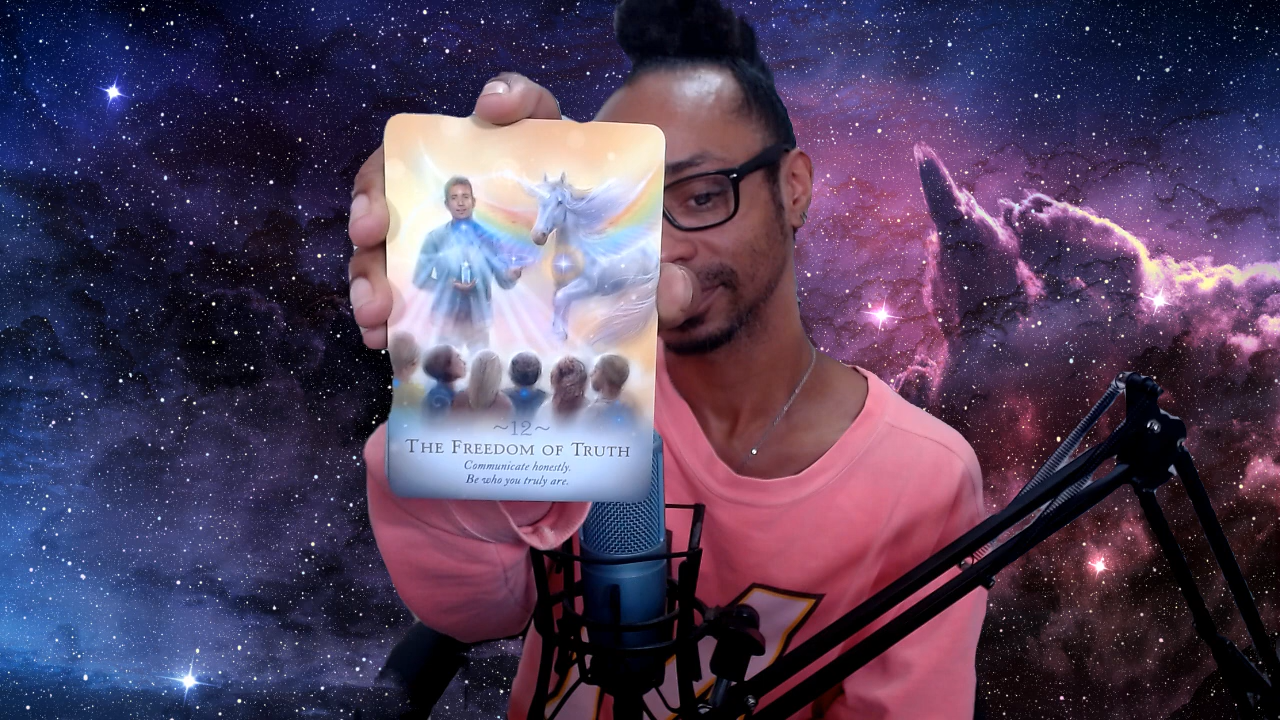 ~12~
THE FREEDOM OF TRUTH
Communicate honestly.
Be who you truly are.